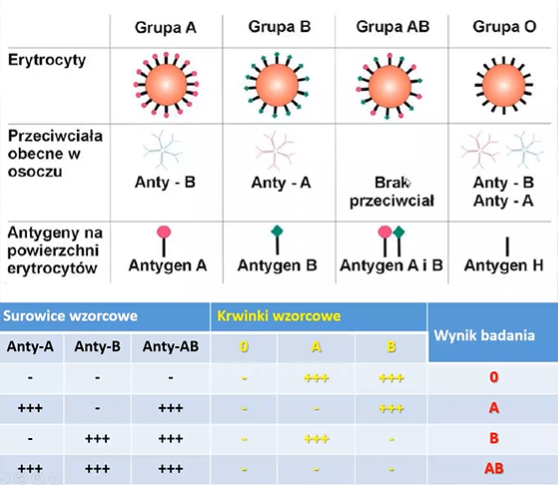 Grupa A Grupa B Grupa AB Grupa O
Erytrocyty
Przeciwciała
obecne w
osoczu
Anty - B Anty - A Brak
przeciwciał
Anty - B
Anty - A
Antygeny na
powierzchni
erytrocytów
Antygen A Antygen B Antygen A i B Antygen H
Surowice wzorcowe Krwinki wzorcowe Wynik badania
Anty-A Anty-B Anty-AB 0 A B
- - - - +++ +++ 0
+++ - +++ - - +++ A
- +++ +++ - +++ - B
+++ +++ +++ - - - AB